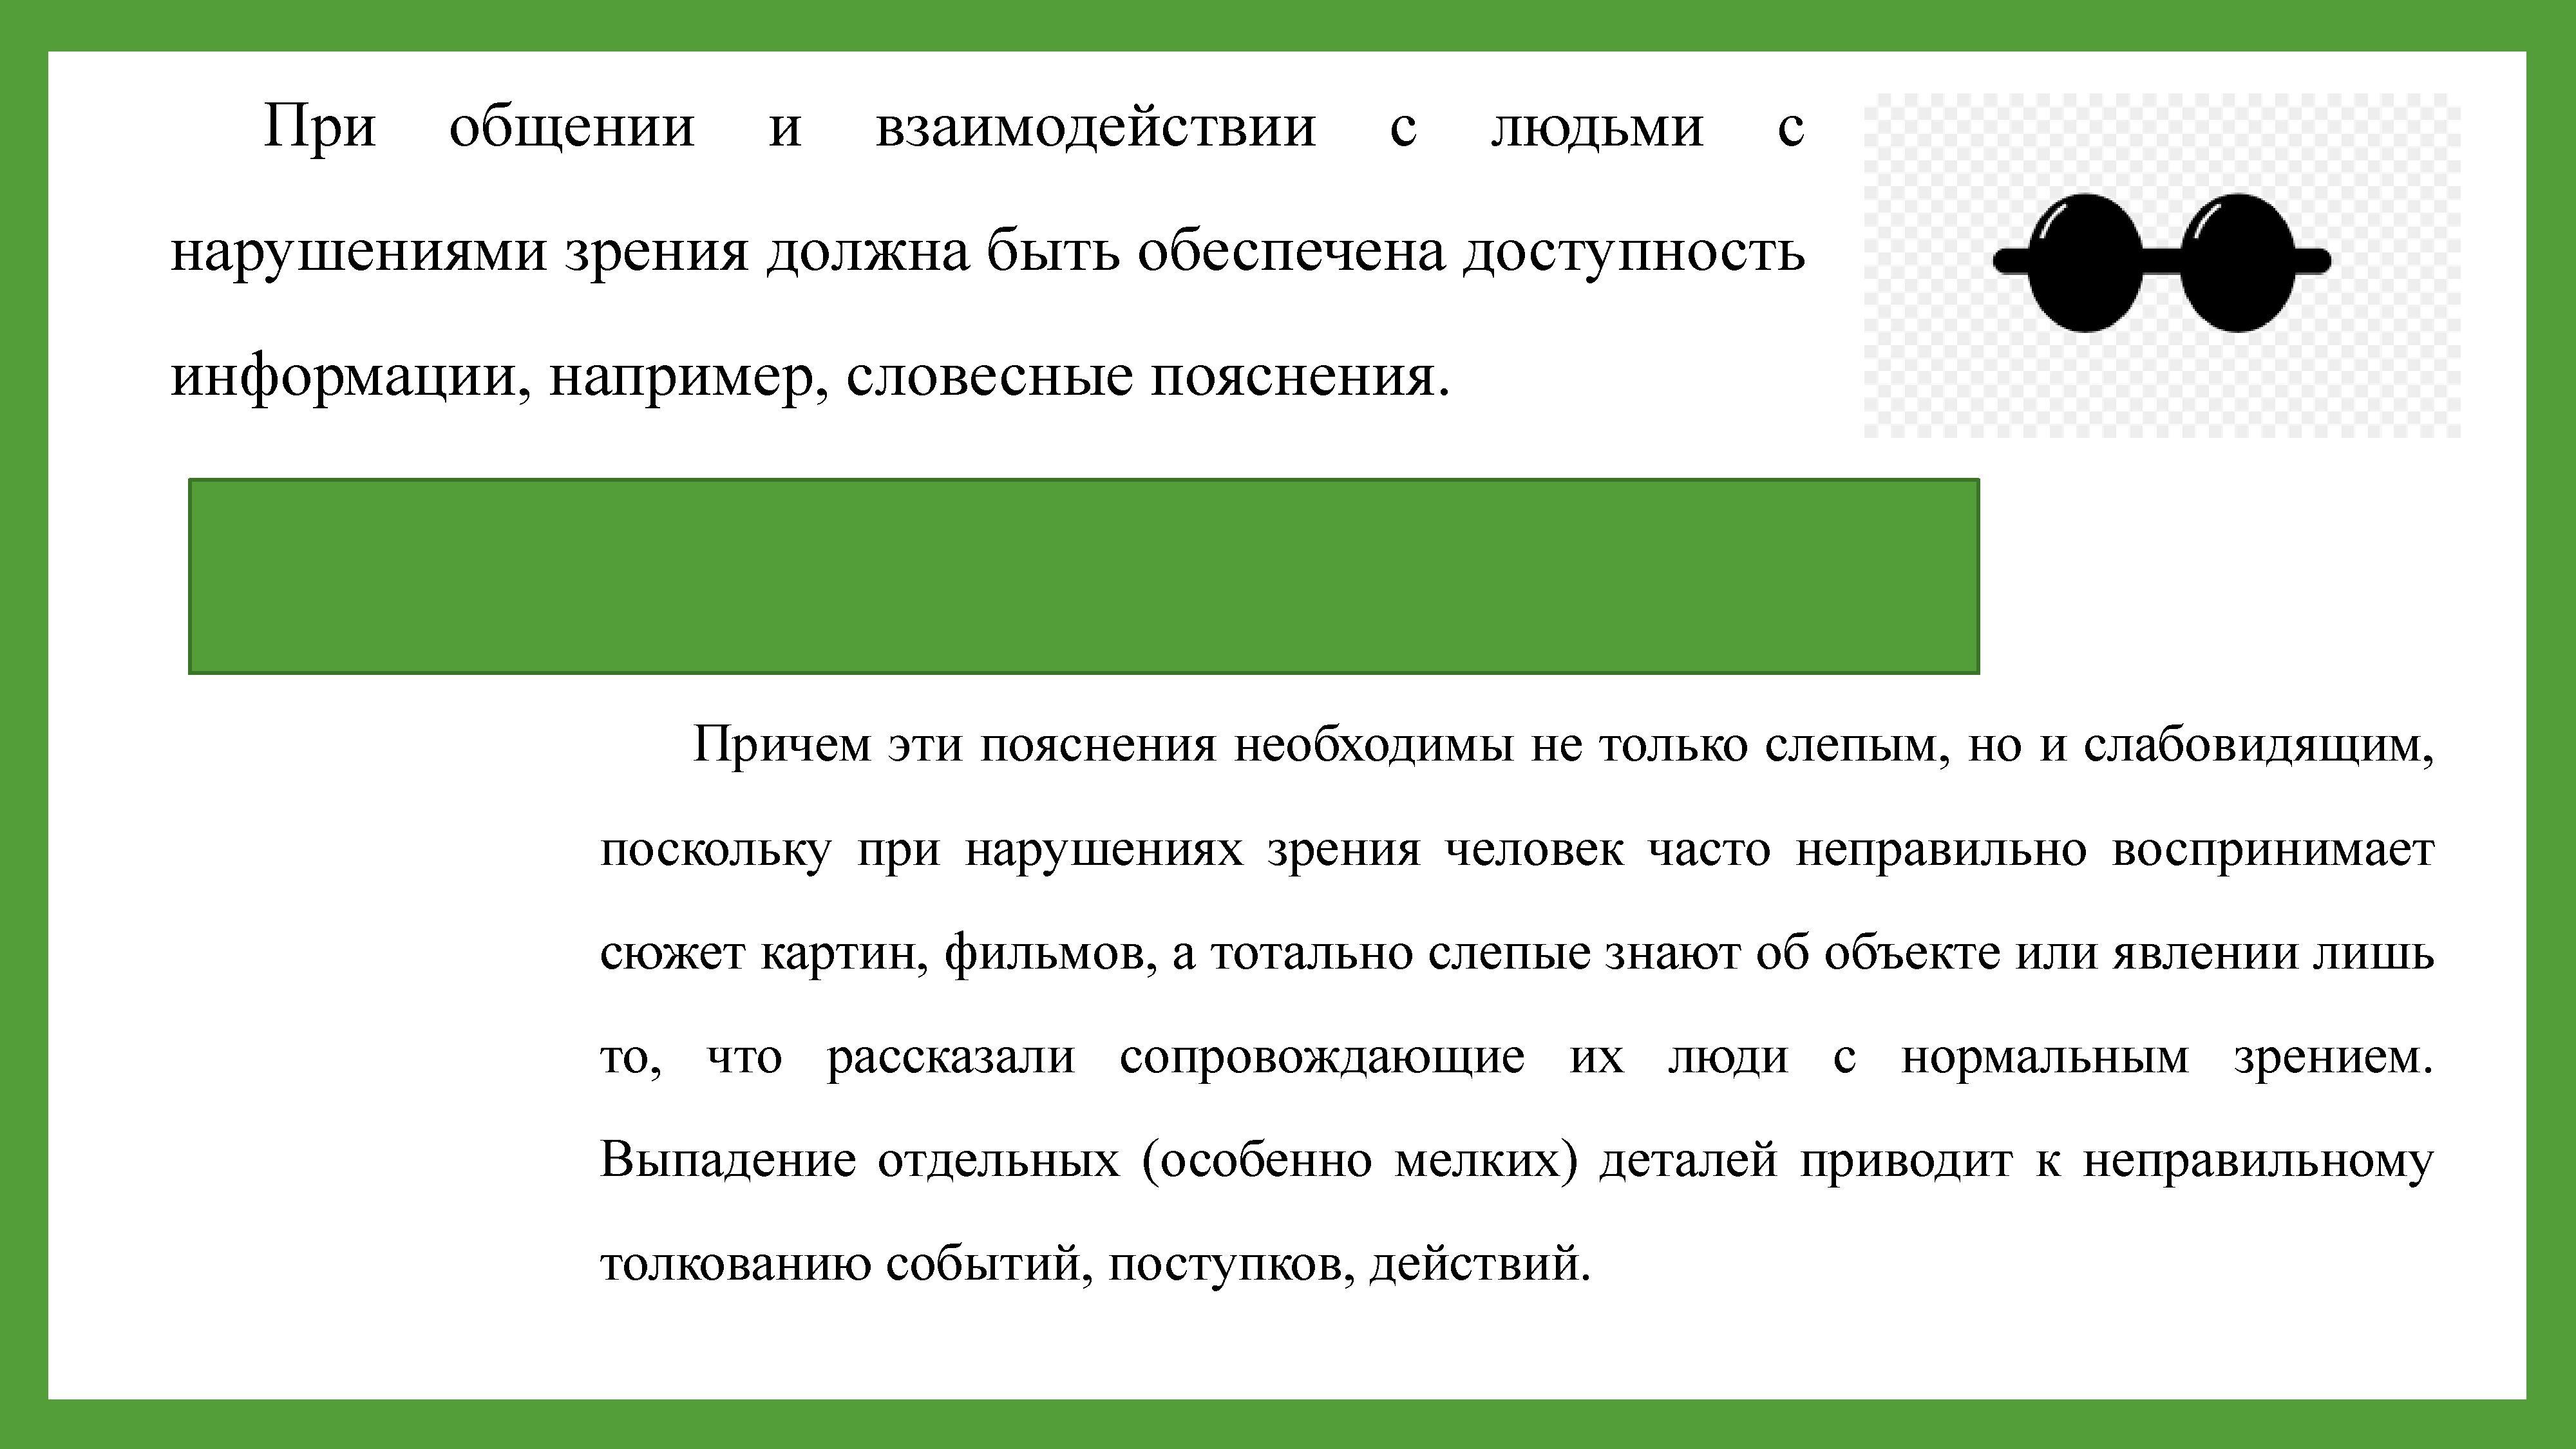 При общении и взаимодействии с людьми с
нарушениями зрения должна быть обеспечена доступность
информации, например, словесные пояснения.
Причем эти пояснения необходимы не только слепым, но и слабовидящим,
поскольку при нарушениях зрения человек часто неправильно воспринимает
сюжет картин, фильмов, а тотально слепые знают об объекте или явлении лишь
то, что рассказали сопровождающие их люди с нормальным зрением.
Выпадение отдельных (особенно мелких) деталей приводит к неправильному
толкованию событий, поступков, действий.